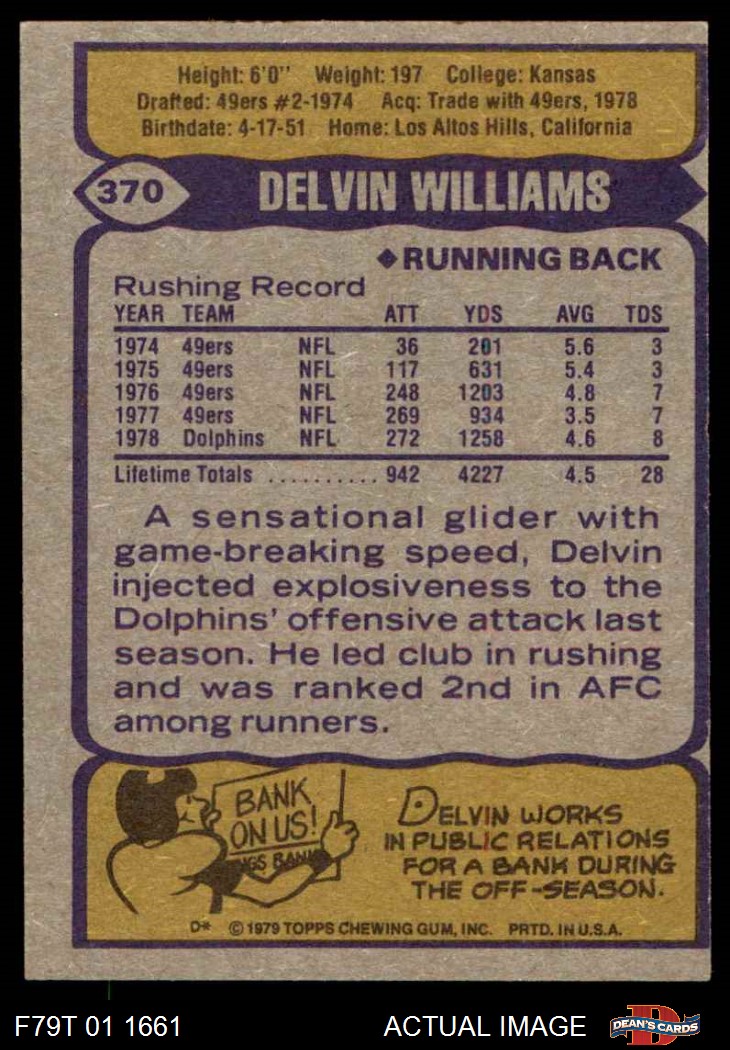 Height: 6'0" Weight: 197 College: Kansas
Drafted: 49ers #2-1974 Acq: Trade with 49ers, 1978
Birthdate: 4-17-51 Home: Los Altos Hills, California
370 DELVIN WILLIAMS
◆RUNNING BACK
Rushing Record
YEAR TEAM ATT YDS AVG TDS
1974 49ers NFL 36 201 5.6 3
1975 49ers NFL 117 631 5.4 3
1976 49ers NFL 248 1203 4.8 7
1977 49ers NFL 269 934 3.5 7
1978 Dolphins NFL 272 1258 4.6 8
Lifetime Totals .......... 942 4227 4.5 28
A sensational glider with
game-breaking speed, Delvin
injected explosiveness to the
Dolphins' offensive attack last
season. He led club in rushing
and was ranked 2nd in AFC
among runners.
BANK
ON US!
NGS BANK
DELVIN WORKS
IN PUBLIC RELATIONS
FOR A BANK DURING
THE OFF-SEASON.
D* © 1979 TOPPS CHEWING GUM, INC. PRTD. IN U.S.A.
F79T 01 1661 ACTUAL IMAGE DEAN'S CARDS